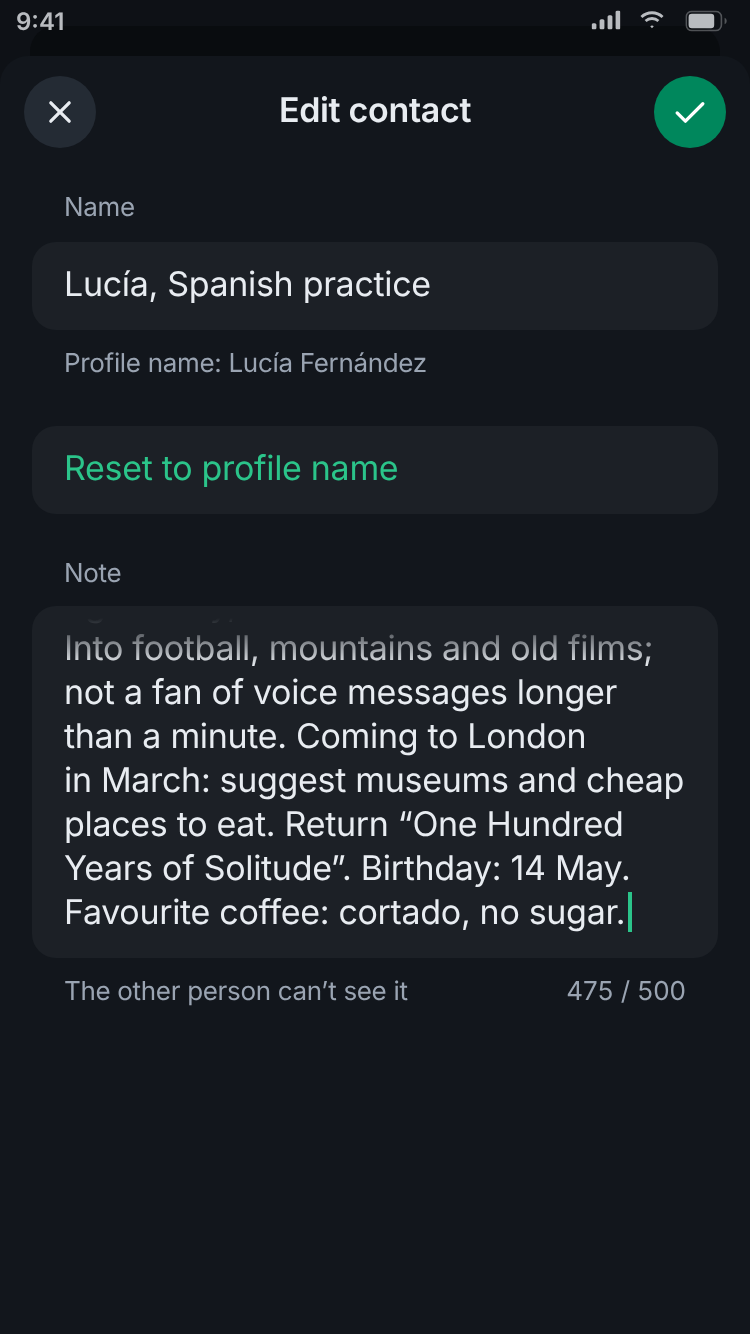 9:41
Edit contact
Name
Lucía, Spanish practice
Profile name: Lucía Fernández
Reset to profile name
Note
Into football, mountains and old films;
not a fan of voice messages longer
than a minute. Coming to London
in March: suggest museums and cheap
places to eat. Return “One Hundred
Years of Solitude”. Birthday: 14 May.
Favourite coffee: cortado, no sugar.
The other person can’t see it
475 / 500